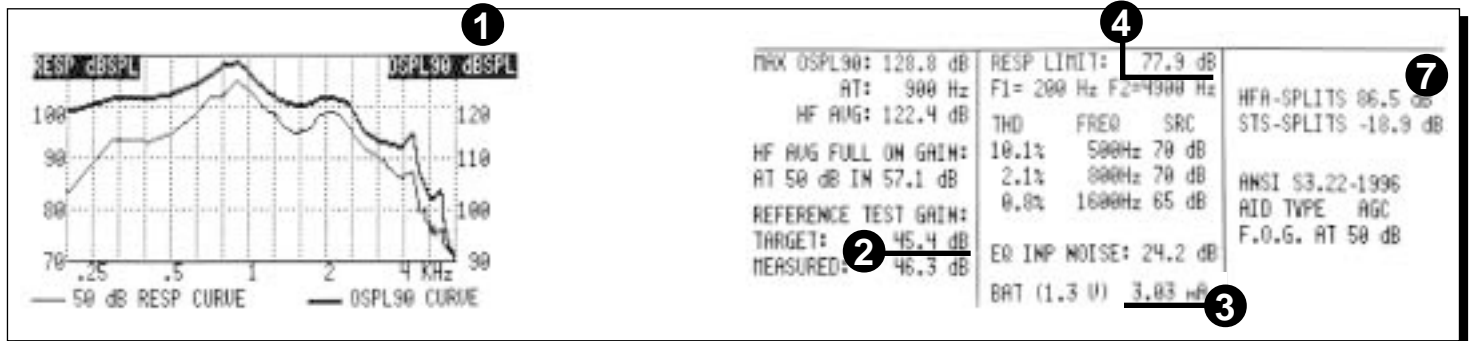 1
RESP dBSPL OSPL90 dBSPL
100 120
90 110
80 100
70 90
.25 .5 1 2 4 KHz
50 dB RESP CURVE OSPL90 CURVE
MAX OSPL90: 128.8 dB
AT: 900 Hz
HF AVG: 122.4 dB
HF AVG FULL ON GAIN:
AT 50 dB IN 57.1 dB
REFERENCE TEST GAIN:
TARGET: 45.4 dB
2
MEASURED: 46.3 dB
4
RESP LIMIT: 77.9 dB
F1= 200 Hz F2=4900 Hz
THD FREQ SRC
10.1% 500Hz 70 dB
2.1% 800Hz 70 dB
0.8% 1600Hz 65 dB
EQ INP NOISE: 24.2 dB
BAT (1.3 V) 3.03 mA
3
7
HFA-SPLITS 86.5 dB
STS-SPLITS -18.9 dB
ANSI S3.22-1996
AID TYPE AGC
F.O.G. AT 50 dB